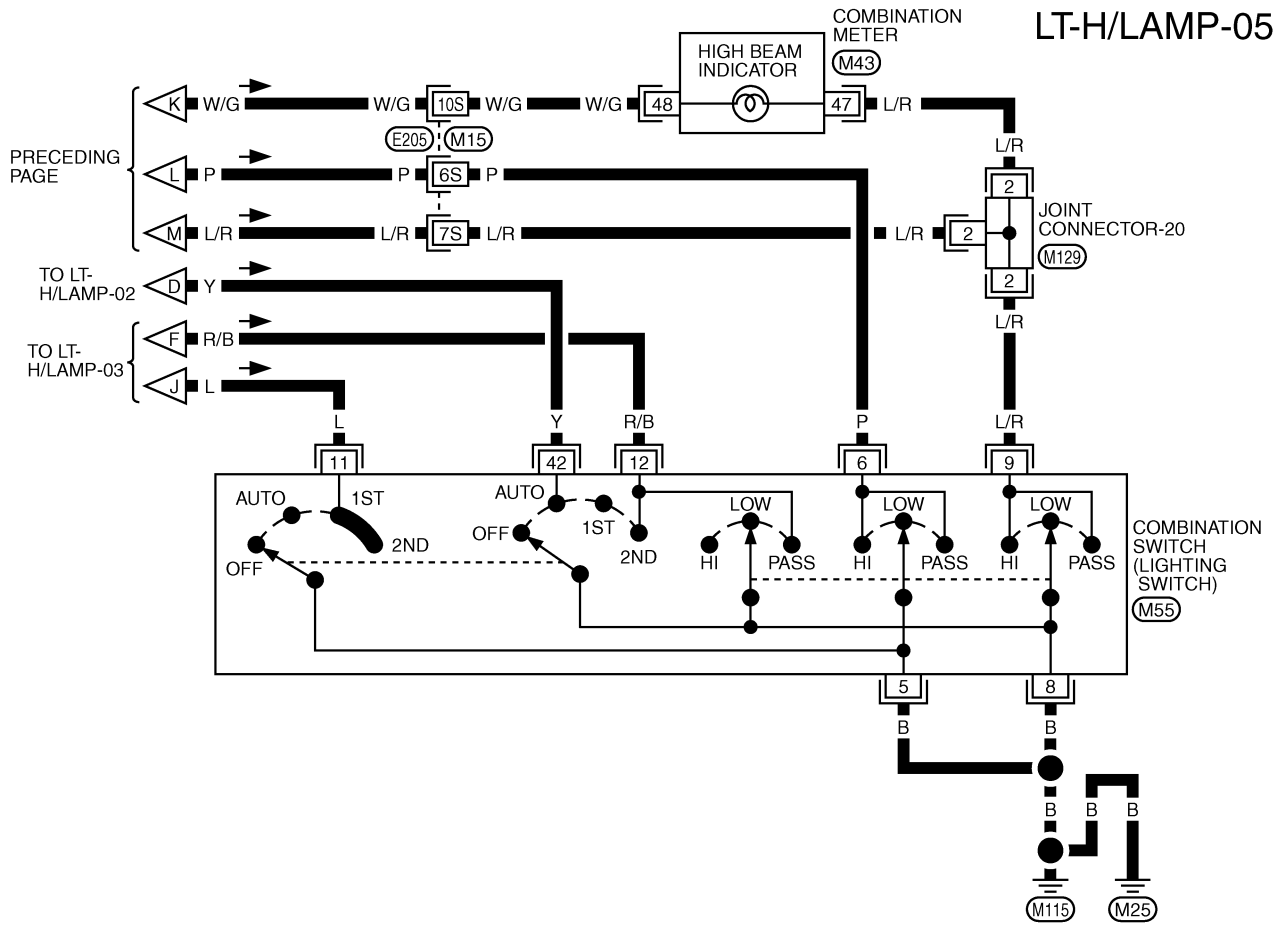 LT-H/LAMP-05
COMBINATION
METER
M43
HIGH BEAM
INDICATOR
K W/G W/G 10S W/G W/G 48 47 L/R
E205 M15
L/R
PRECEDING
PAGE
L P P 6S P
2
JOINT
CONNECTOR-20
M129
M L/R L/R 7S L/R L/R 2
2
TO LT-
H/LAMP-02
D Y
L/R
F R/B
TO LT-
H/LAMP-03
J L
L Y R/B P L/R
11 42 12 6 9
AUTO 1ST
2ND
OFF
AUTO
1ST
OFF
2ND
LOW
HI PASS
LOW
HI PASS
LOW
HI PASS
COMBINATION
SWITCH
(LIGHTING
SWITCH)
M55
5 8
B B
B B B
M115 M25